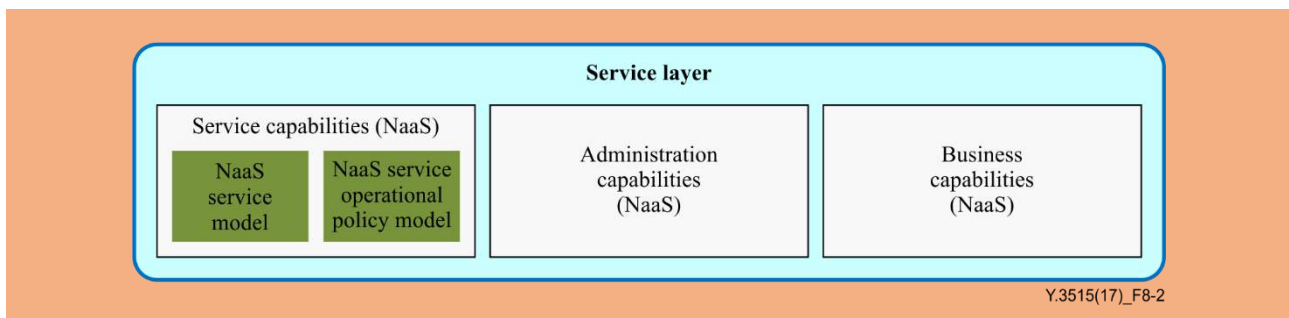 Service layer
Service capabilities (NaaS)
NaaS
service
model
NaaS service
operational
policy model
Administration
capabilities
(NaaS)
Business
capabilities
(NaaS)
Y.3515(17)_F8-2